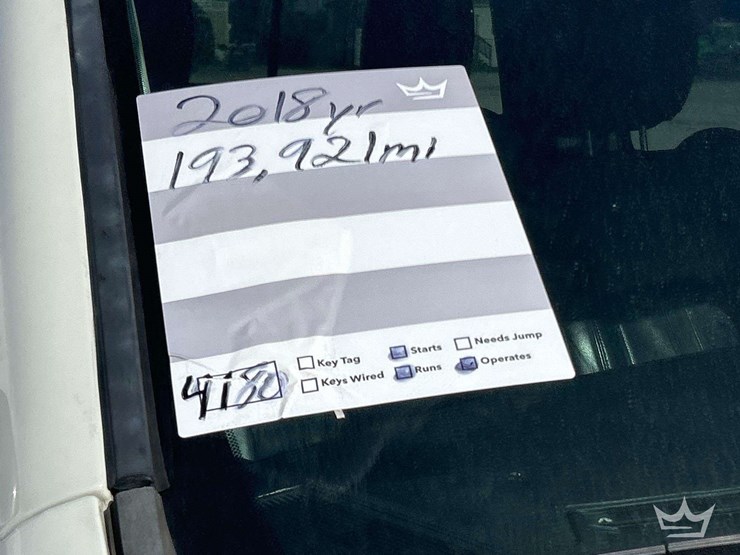 2018yr
193,921mi
Key Tag
Starts
Needs Jump
Keys Wired
Runs
Operates